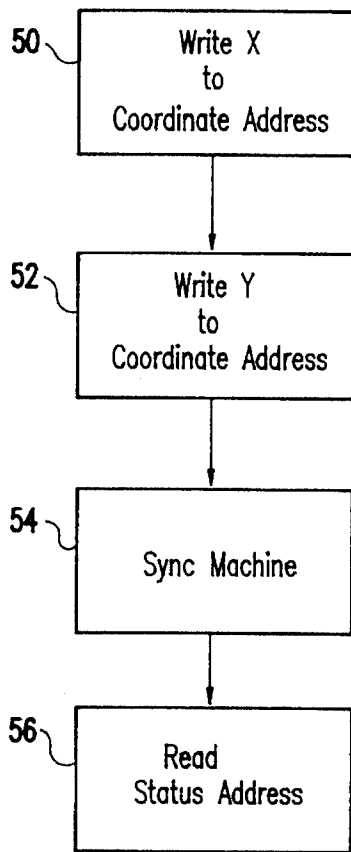 50
Write X
to
Coordinate Address
52
Write Y
to
Coordinate Address
54
Sync Machine
56
Read
Status Address